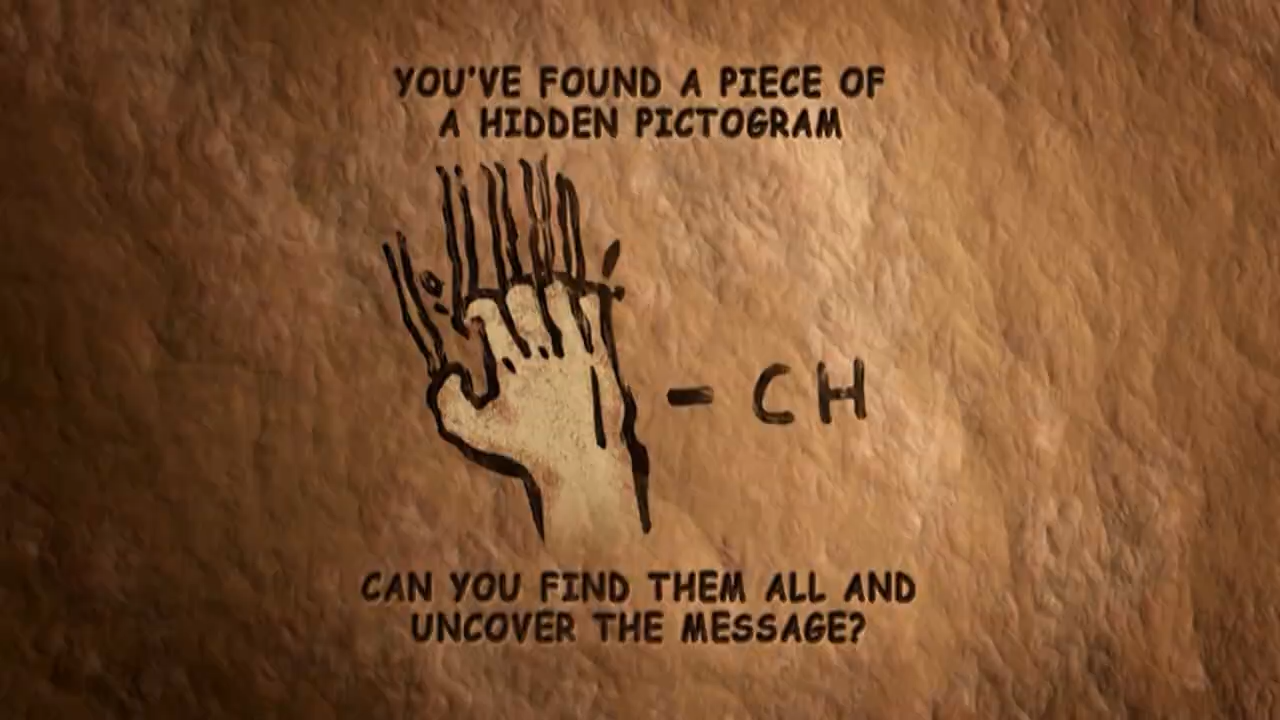 YOU'VE FOUND A PIECE OF
A HIDDEN PICTOGRAM
- CH
CAN YOU FIND THEM ALL AND
UNCOVER THE MESSAGE?